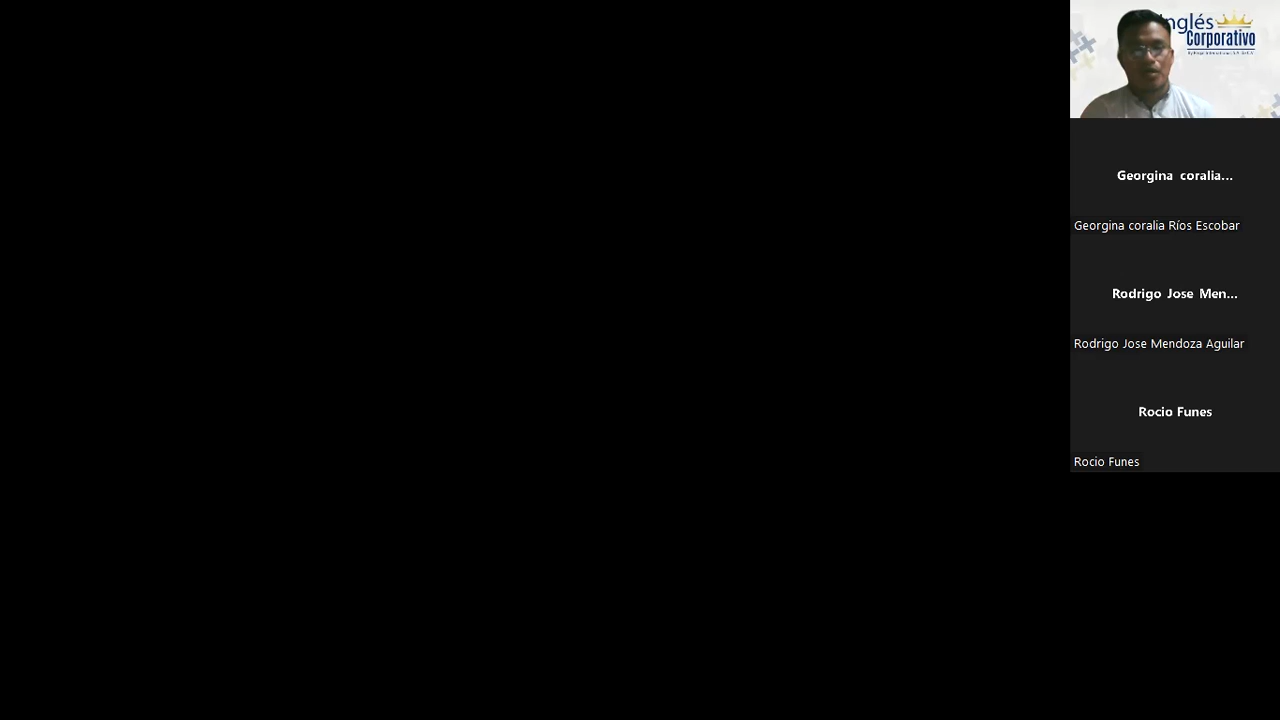 Inglés
Corporativo
Georgina coralia...
Georgina coralia Ríos Escobar
Rodrigo Jose Men...
Rodrigo Jose Mendoza Aguilar
Rocio Funes
Rocio Funes